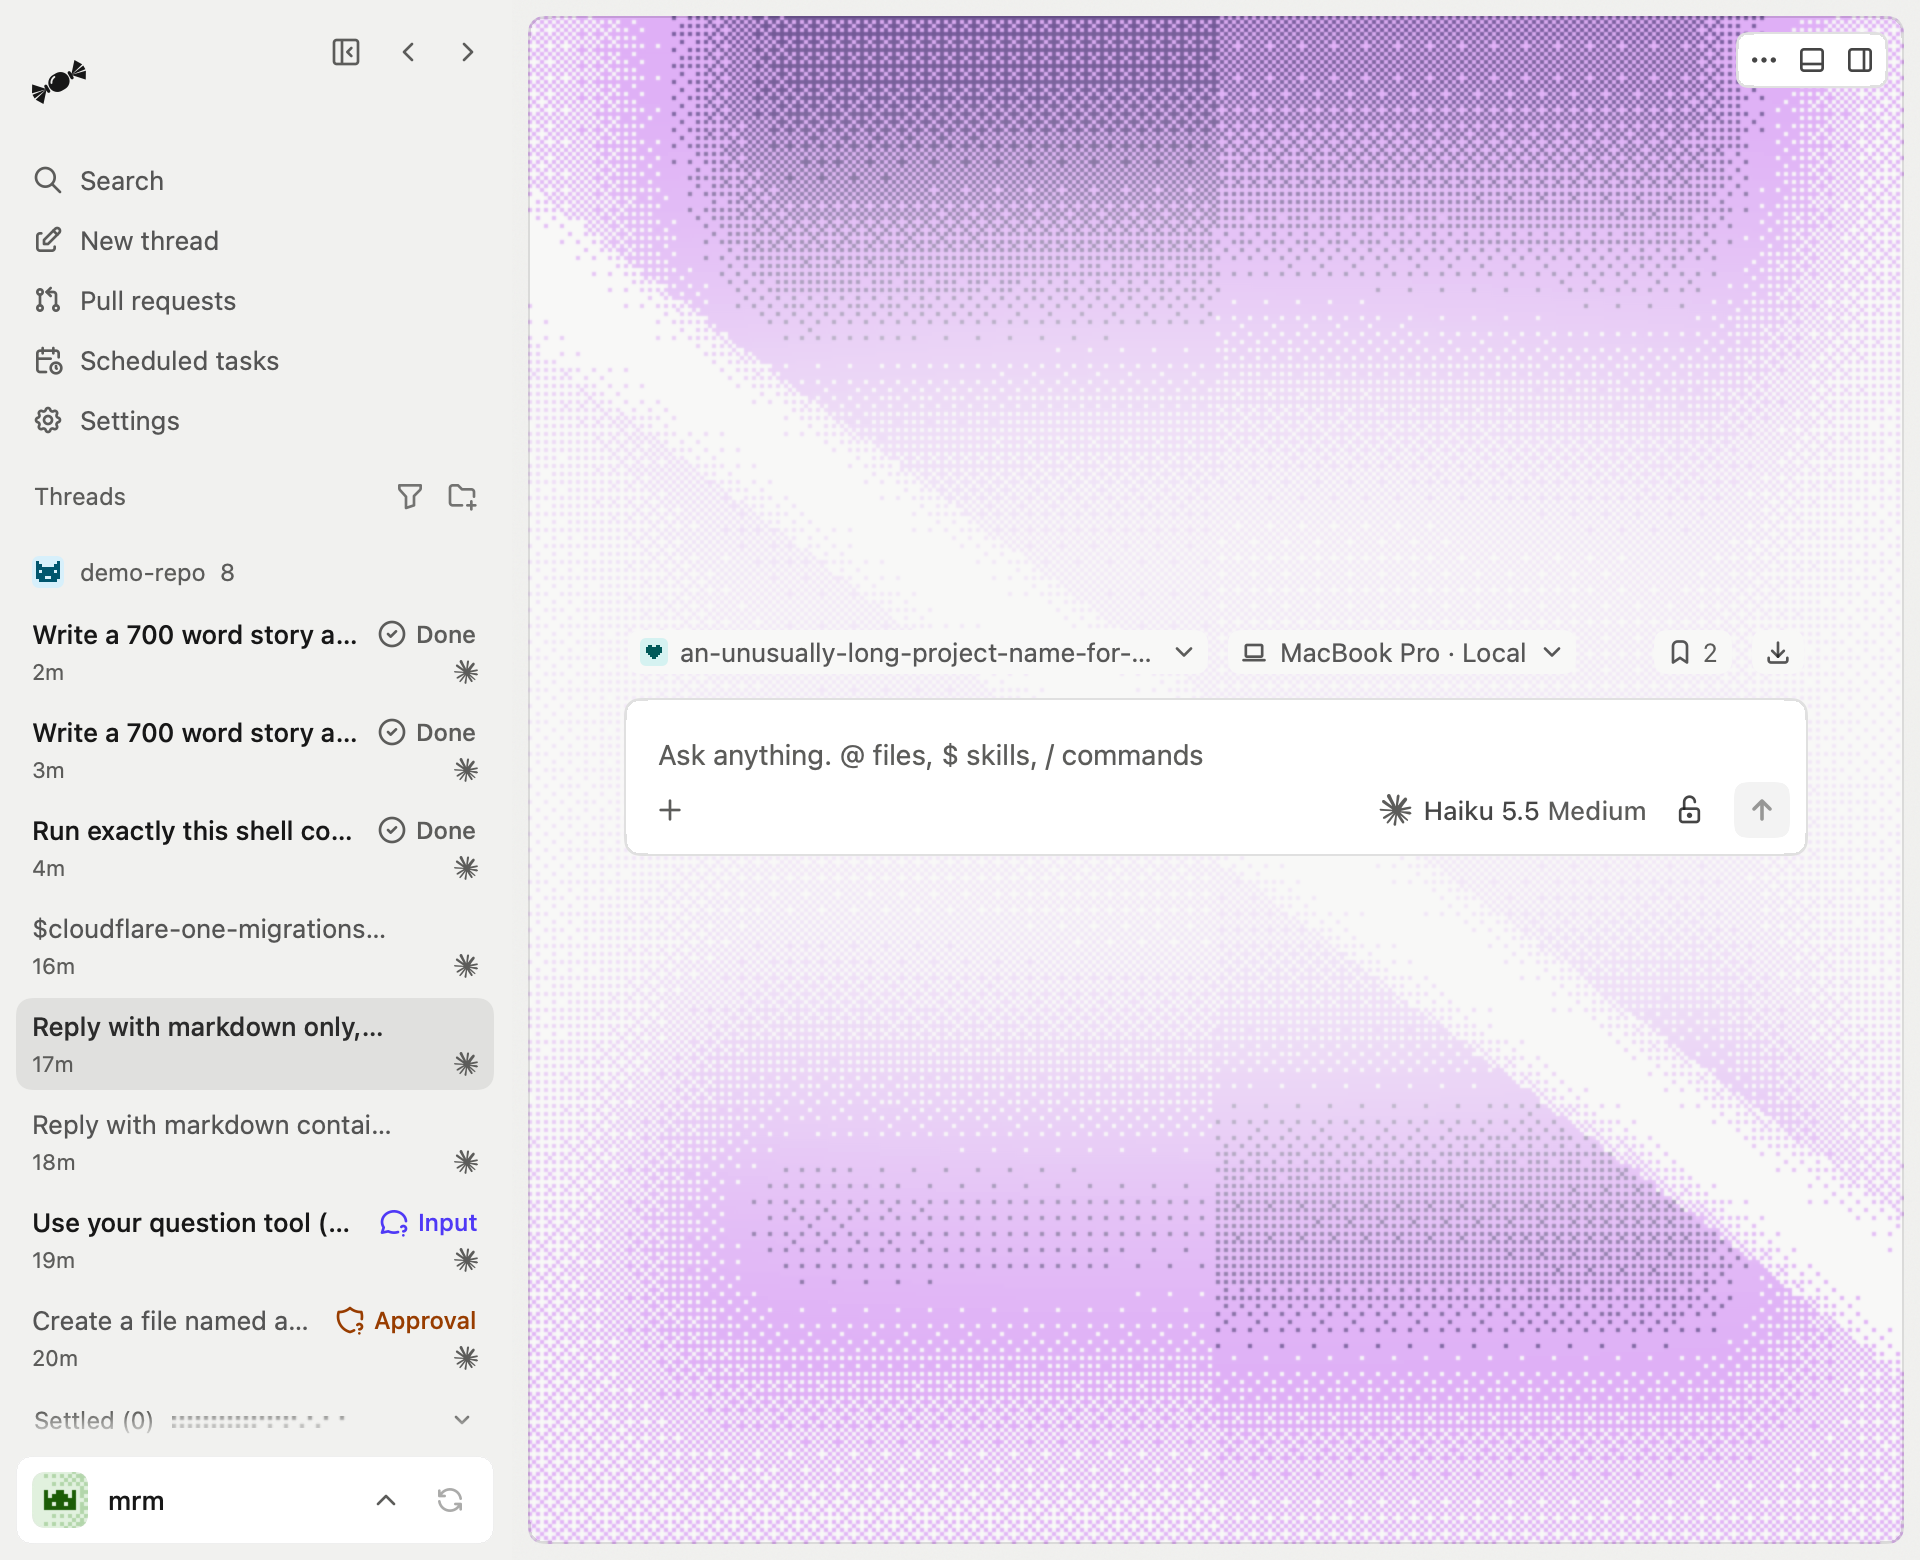 Search
New thread
Pull requests
Scheduled tasks
Settings
Threads
demo-repo 8
Write a 700 word story a... Done
2m
Write a 700 word story a... Done
3m
Run exactly this shell co... Done
4m
$cloudflare-one-migrations...
16m
Reply with markdown only,...
17m
Reply with markdown contai...
18m
Use your question tool (... Input
19m
Create a file named a... Approval
20m
Settled (0)
mrm
an-unusually-long-project-name-for-... MacBook Pro · Local 2
Ask anything. @ files, $ skills, / commands
Haiku 5.5 Medium